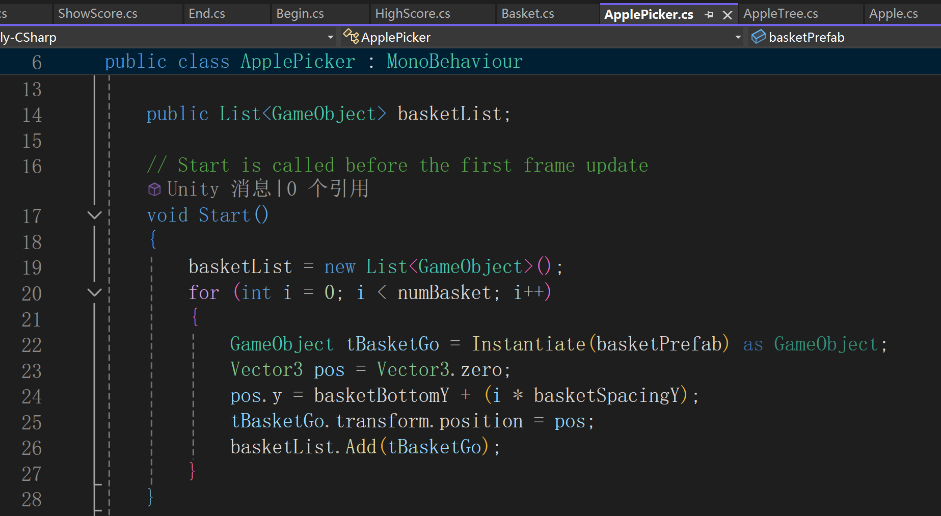 cs ShowScore.cs End.cs Begin.cs HighScore.cs Basket.cs ApplePicker.cs AppleTree.cs Apple.cs
ly-CSharp ApplePicker basketPrefab
6 public class ApplePicker : MonoBehaviour
13
14 public List<GameObject> basketList;
15
16 // Start is called before the first frame update
Unity 消息|0 个引用
17 void Start()
18 {
19 basketList = new List<GameObject>();
20 for (int i = 0; i < numBasket; i++)
21 {
22 GameObject tBasketGo = Instantiate(basketPrefab) as GameObject;
23 Vector3 pos = Vector3.zero;
24 pos.y = basketBottomY + (i * basketSpacingY);
25 tBasketGo.transform.position = pos;
26 basketList.Add(tBasketGo);
27 }
28 }